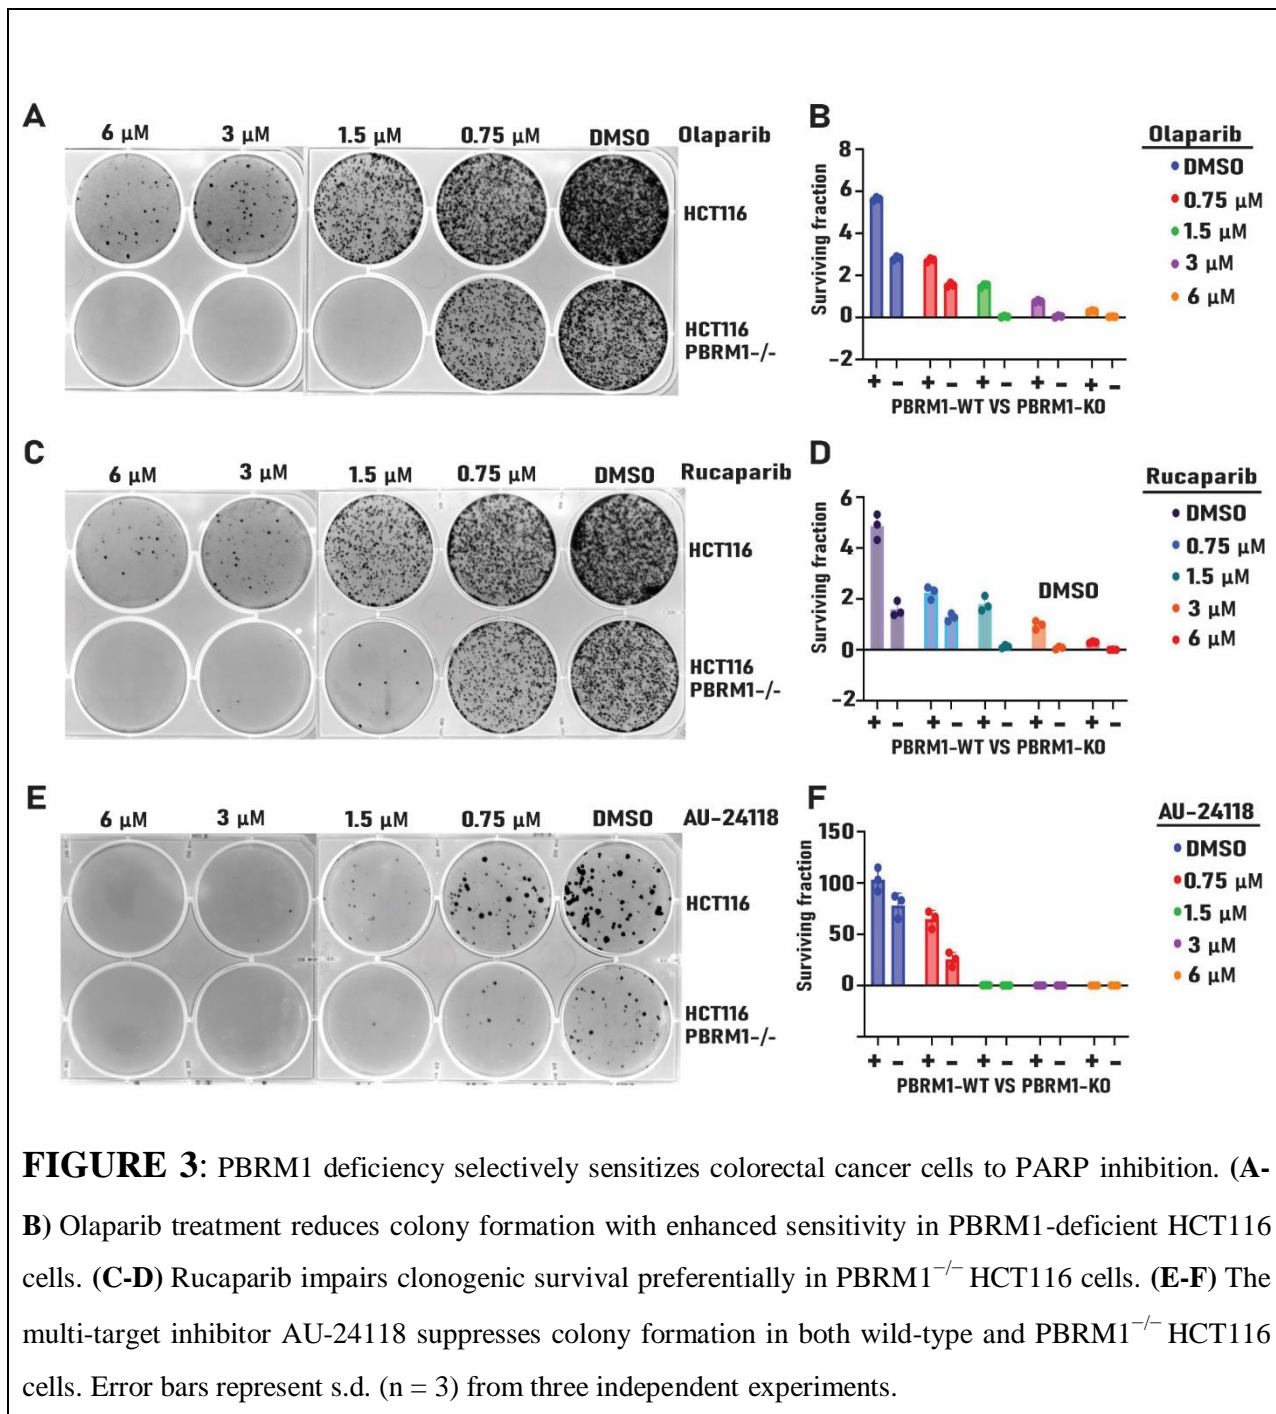 A
6 µM 3 µM 1.5 µM 0.75 µM DMSO Olaparib
HCT116
HCT116
PBRM1-/-
B
Olaparib
DMSO
0.75 µM
1.5 µM
3 µM
6 µM
Surviving fraction
8
6
4
2
0
-2
+ - + - + - + - + -
PBRM1-WT VS PBRM1-KO
C
6 µM 3 µM 1.5 µM 0.75 µM DMSO Rucaparib
HCT116
HCT116
PBRM1-/-
D
Rucaparib
DMSO
0.75 µM
1.5 µM
3 µM
6 µM
Surviving fraction
6
4
2
0
-2
DMSO
+ - + - + - + - + -
PBRM1-WT VS PBRM1-KO
E
6 µM 3 µM 1.5 µM 0.75 µM DMSO AU-24118
HCT116
HCT116
PBRM1-/-
F
AU-24118
DMSO
0.75 µM
1.5 µM
3 µM
6 µM
Surviving fraction
150
100
50
0
+ - + - + - + - + -
PBRM1-WT VS PBRM1-KO
FIGURE 3: PBRM1 deficiency selectively sensitizes colorectal cancer cells to PARP inhibition. (A-
B) Olaparib treatment reduces colony formation with enhanced sensitivity in PBRM1-deficient HCT116
cells. (C-D) Rucaparib impairs clonogenic survival preferentially in PBRM1−/− HCT116 cells. (E-F) The
multi-target inhibitor AU-24118 suppresses colony formation in both wild-type and PBRM1−/− HCT116
cells. Error bars represent s.d. (n = 3) from three independent experiments.